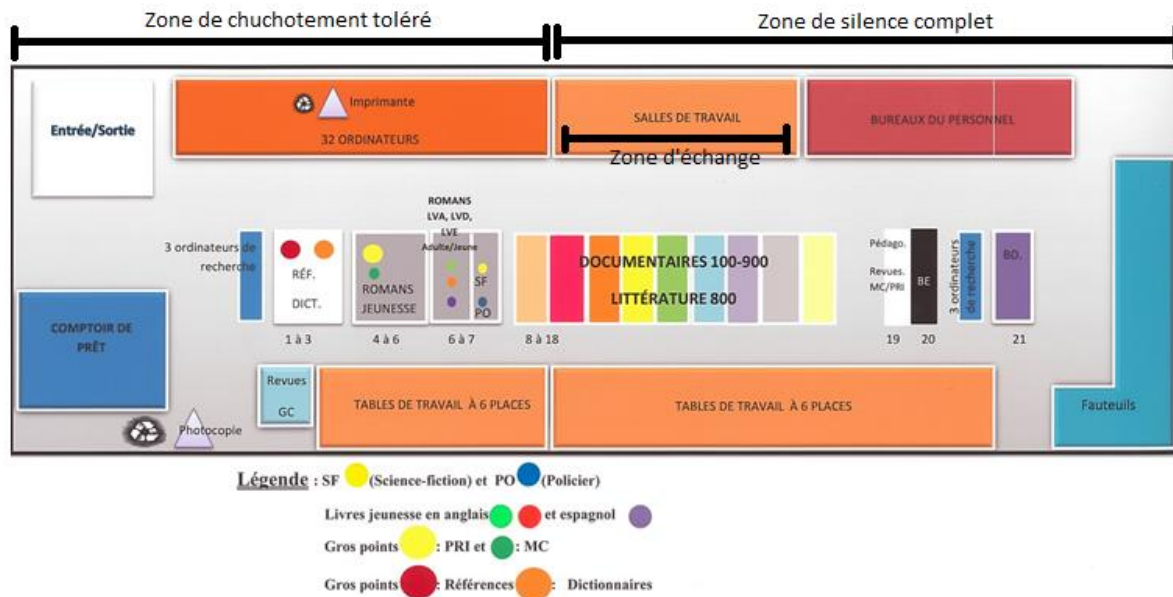 Zone de chuchotement toléré
Zone de silence complet
Entrée/Sortie
Imprimante
32 ORDINATEURS
SALLES DE TRAVAIL
Zone d'échange
BUREAUX DU PERSONNEL
3 ordinateurs de
recherche
RÉF.
DICT.
1 à 3
ROMANS
JEUNESSE
4 à 6
ROMANS
LVA, LVD,
LVE
Adulte/Jeune
SF
PO
6 à 7
8 à 18
DOCUMENTAIRES 100-900
LITTÉRATURE 800
Pédago.
Revues.
MC/PRI
19
BE
20
3 ordinateurs
de recherche
BD.
21
COMPTOIR DE
PRÊT
Photocopie
Revues
GC
TABLES DE TRAVAIL À 6 PLACES
TABLES DE TRAVAIL À 6 PLACES
Fauteuils
Légende : SF (Science-fiction) et PO (Policier)
Livres jeunesse en anglais et espagnol
Gros points : PRI et : MC
Gros points : Références : Dictionnaires